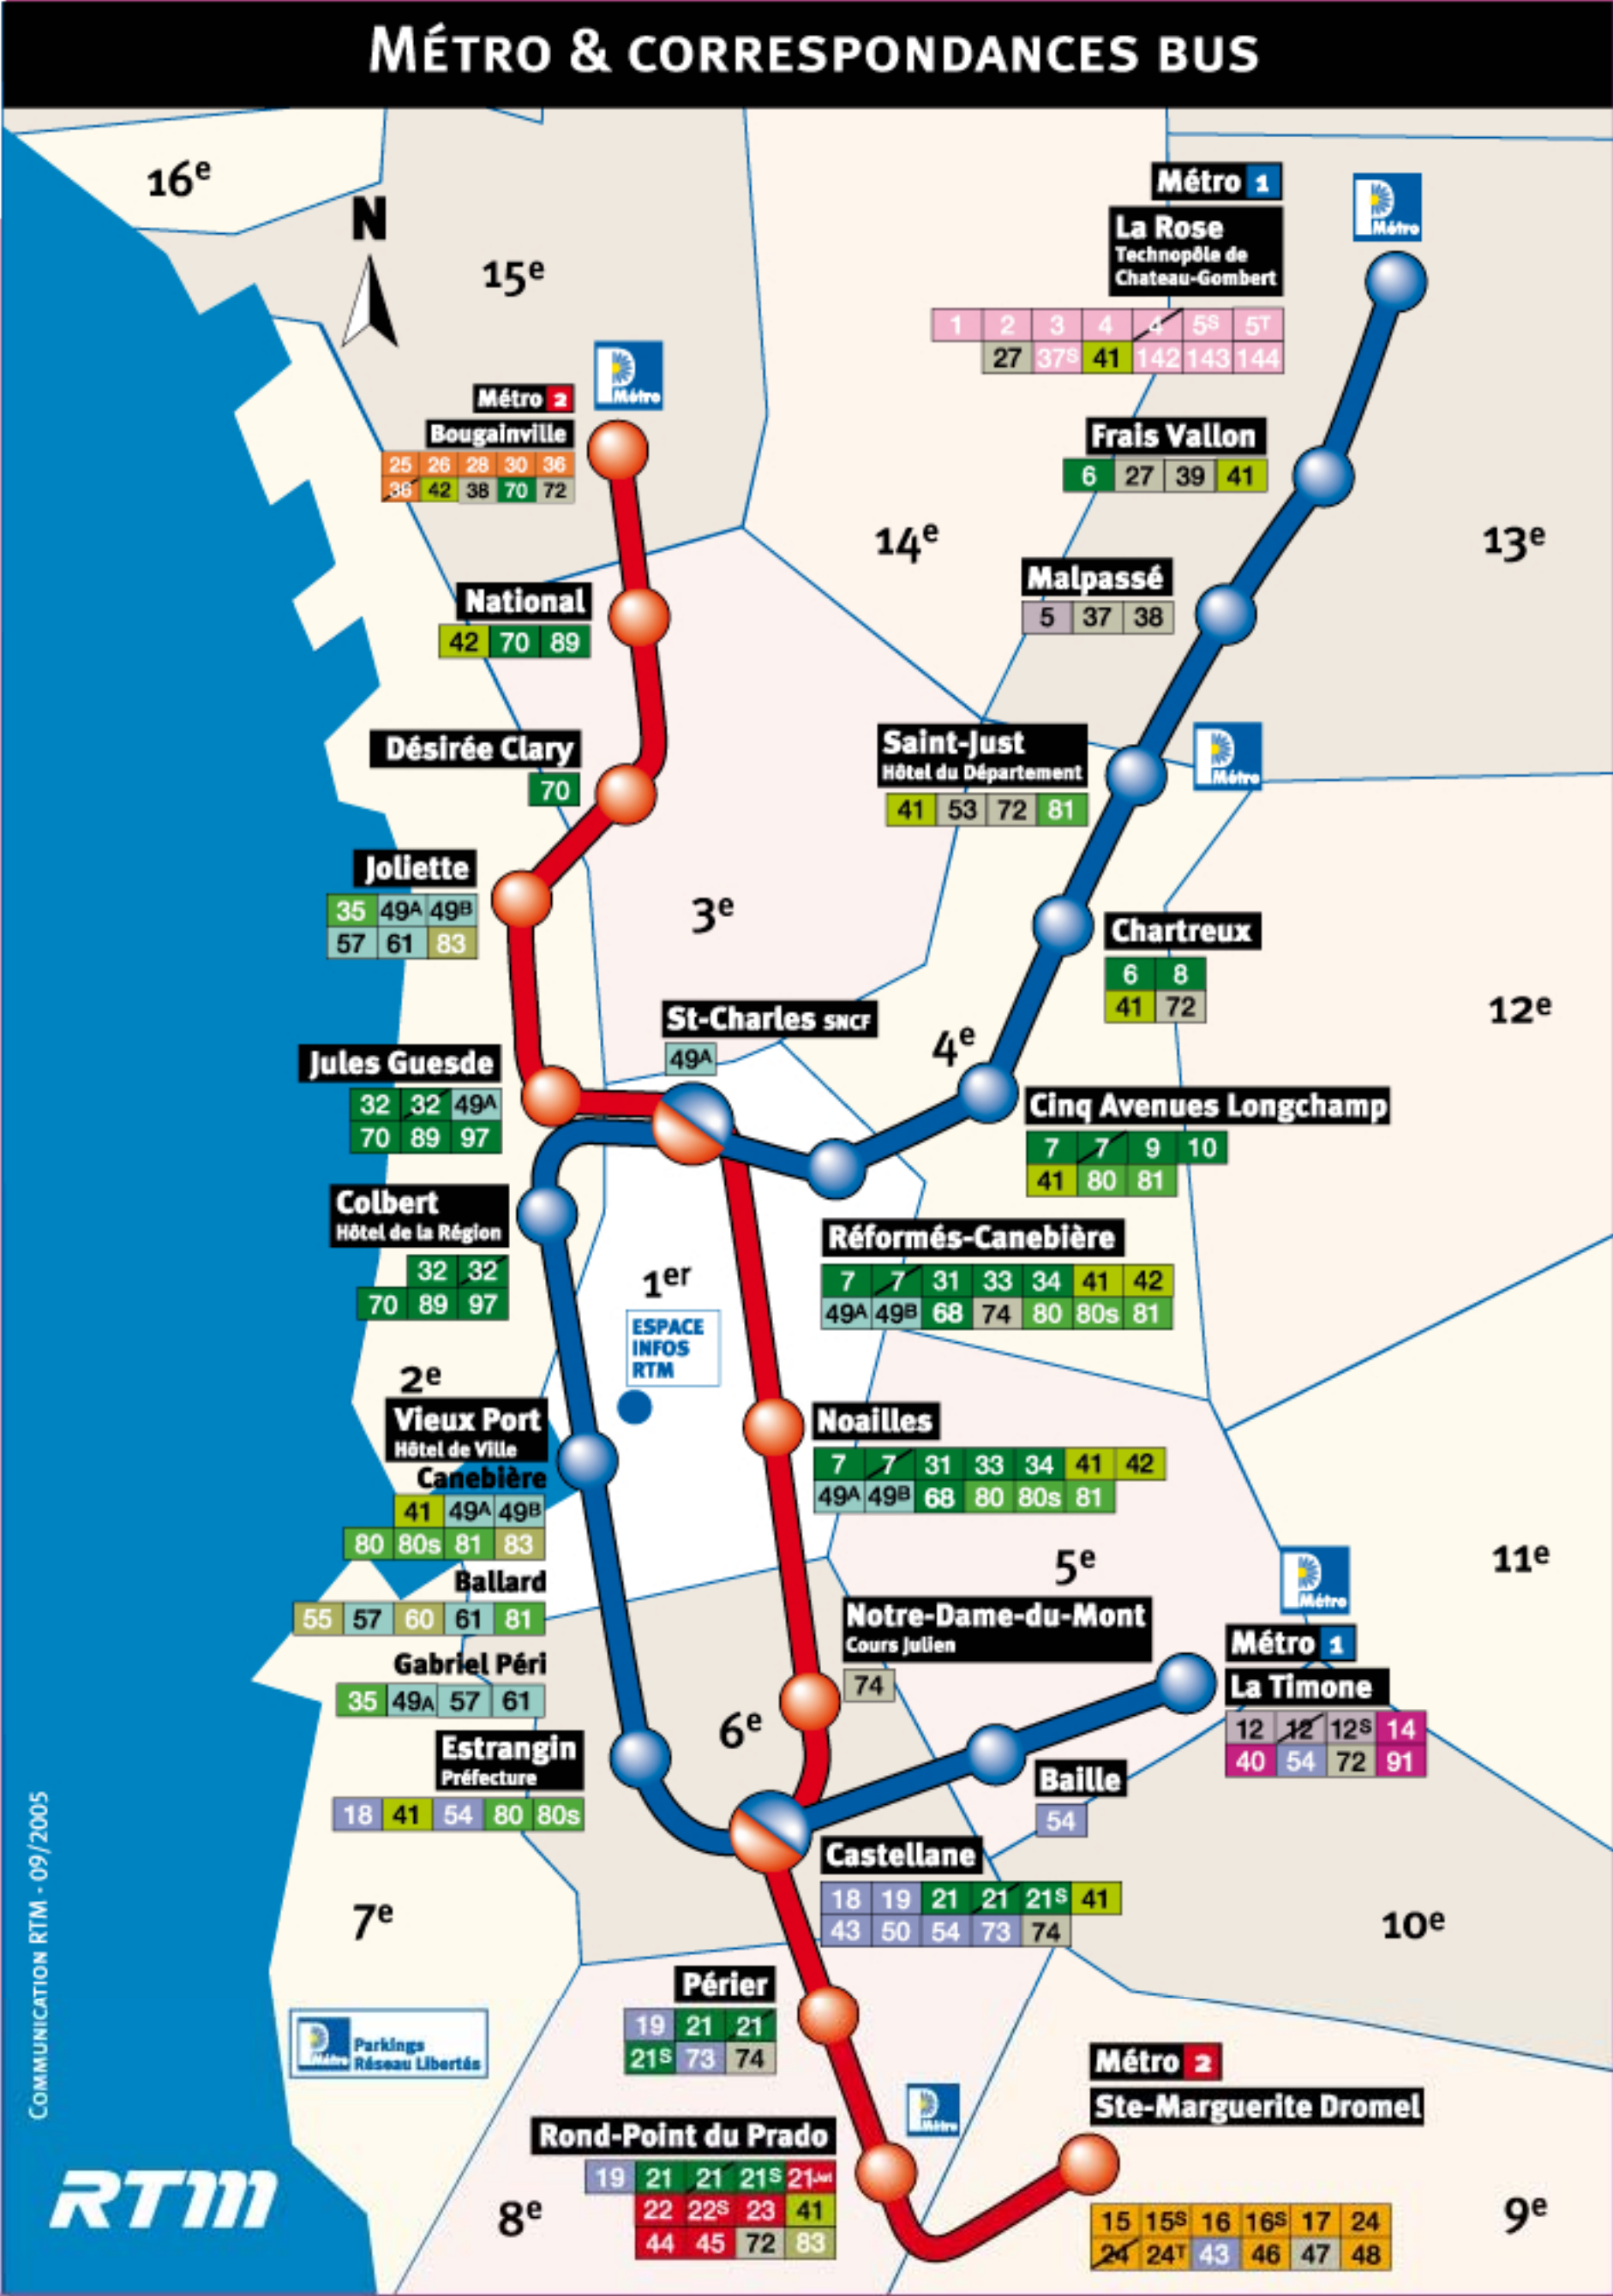 MÉTRO & CORRESPONDANCES BUS
16e
N
15e
Métro 1
La Rose
Technopôle de
Chateau-Gombert
1 2 3 4 4 5S 5T
27 37S 41 142 143 144
Métro
Métro
Métro 2
Bougainville
25 26 28 30 36
36 42 38 70 72
Frais Vallon
6 27 39 41
14e
13e
Malpassé
5 37 38
National
42 70 89
Désirée Clary
70
Saint-Just
Hôtel du Département
41 53 72 81
Métro
Joliette
35 49A 49B
57 61 83
3e
Chartreux
6 8
41 72
12e
St-Charles SNCF
49A
4e
Jules Guesde
32 32 49A
70 89 97
Cinq Avenues Longchamp
7 7 9 10
41 80 81
Colbert
Hôtel de la Région
32 32
70 89 97
Réformés-Canebière
7 7 31 33 34 41 42
49A 49B 68 74 80 80s 81
1er
ESPACE
INFOS
RTM
2e
Vieux Port
Hôtel de Ville
Canebière
41 49A 49B
80 80s 81 83
Noailles
7 7 31 33 34 41 42
49A 49B 68 80 80s 81
5e
11e
Ballard
55 57 60 61 81
Métro
Notre-Dame-du-Mont
Cours Julien
74
Métro 1
La Timone
12 12 12S 14
40 54 72 91
Gabriel Péri
35 49A 57 61
6e
Estrangin
Préfecture
18 41 54 80 80s
Baille
54
Castellane
18 19 21 21 21S 41
43 50 54 73 74
7e
10e
Périer
19 21 21
21S 73 74
Métro
Parkings
Réseau Libertés
COMMUNICATION RTM - 09/2005
Métro 2
Ste-Marguerite Dromel
15 15S 16 16S 17 24
24 24T 43 46 47 48
Métro
Rond-Point du Prado
19 21 21 21S 21Jet
22 22S 23 41
44 45 72 83
8e
9e
RTM